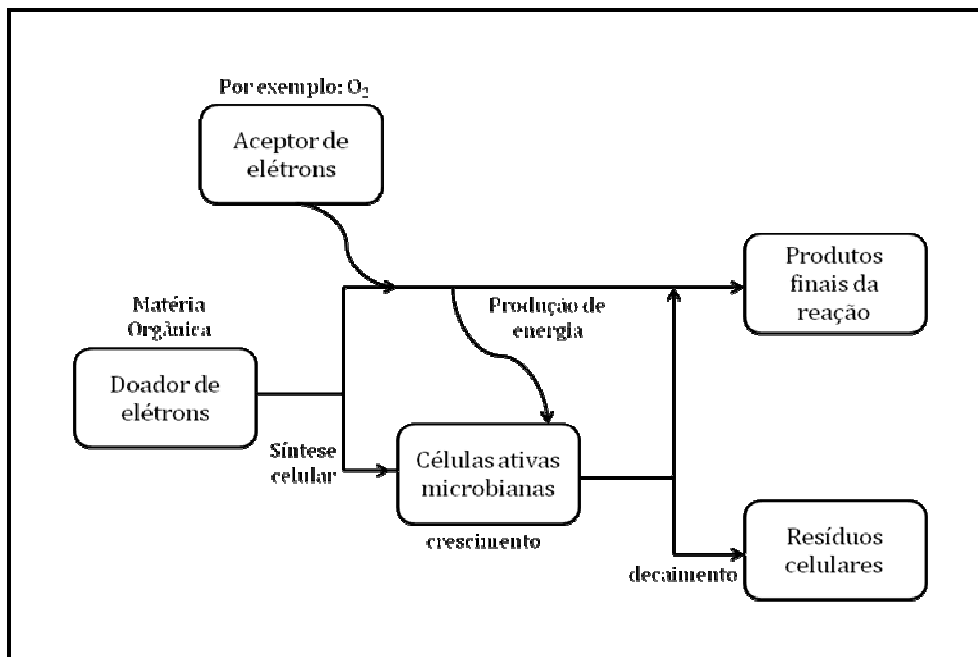 Por exemplo: O₂
Aceptor de
elétrons
Matéria
Orgânica
Doador de
elétrons
Produção de
energia
Produtos
finais da
reação
Síntese
celular
Células ativas
microbianas
crescimento
decaimento
Resíduos
celulares